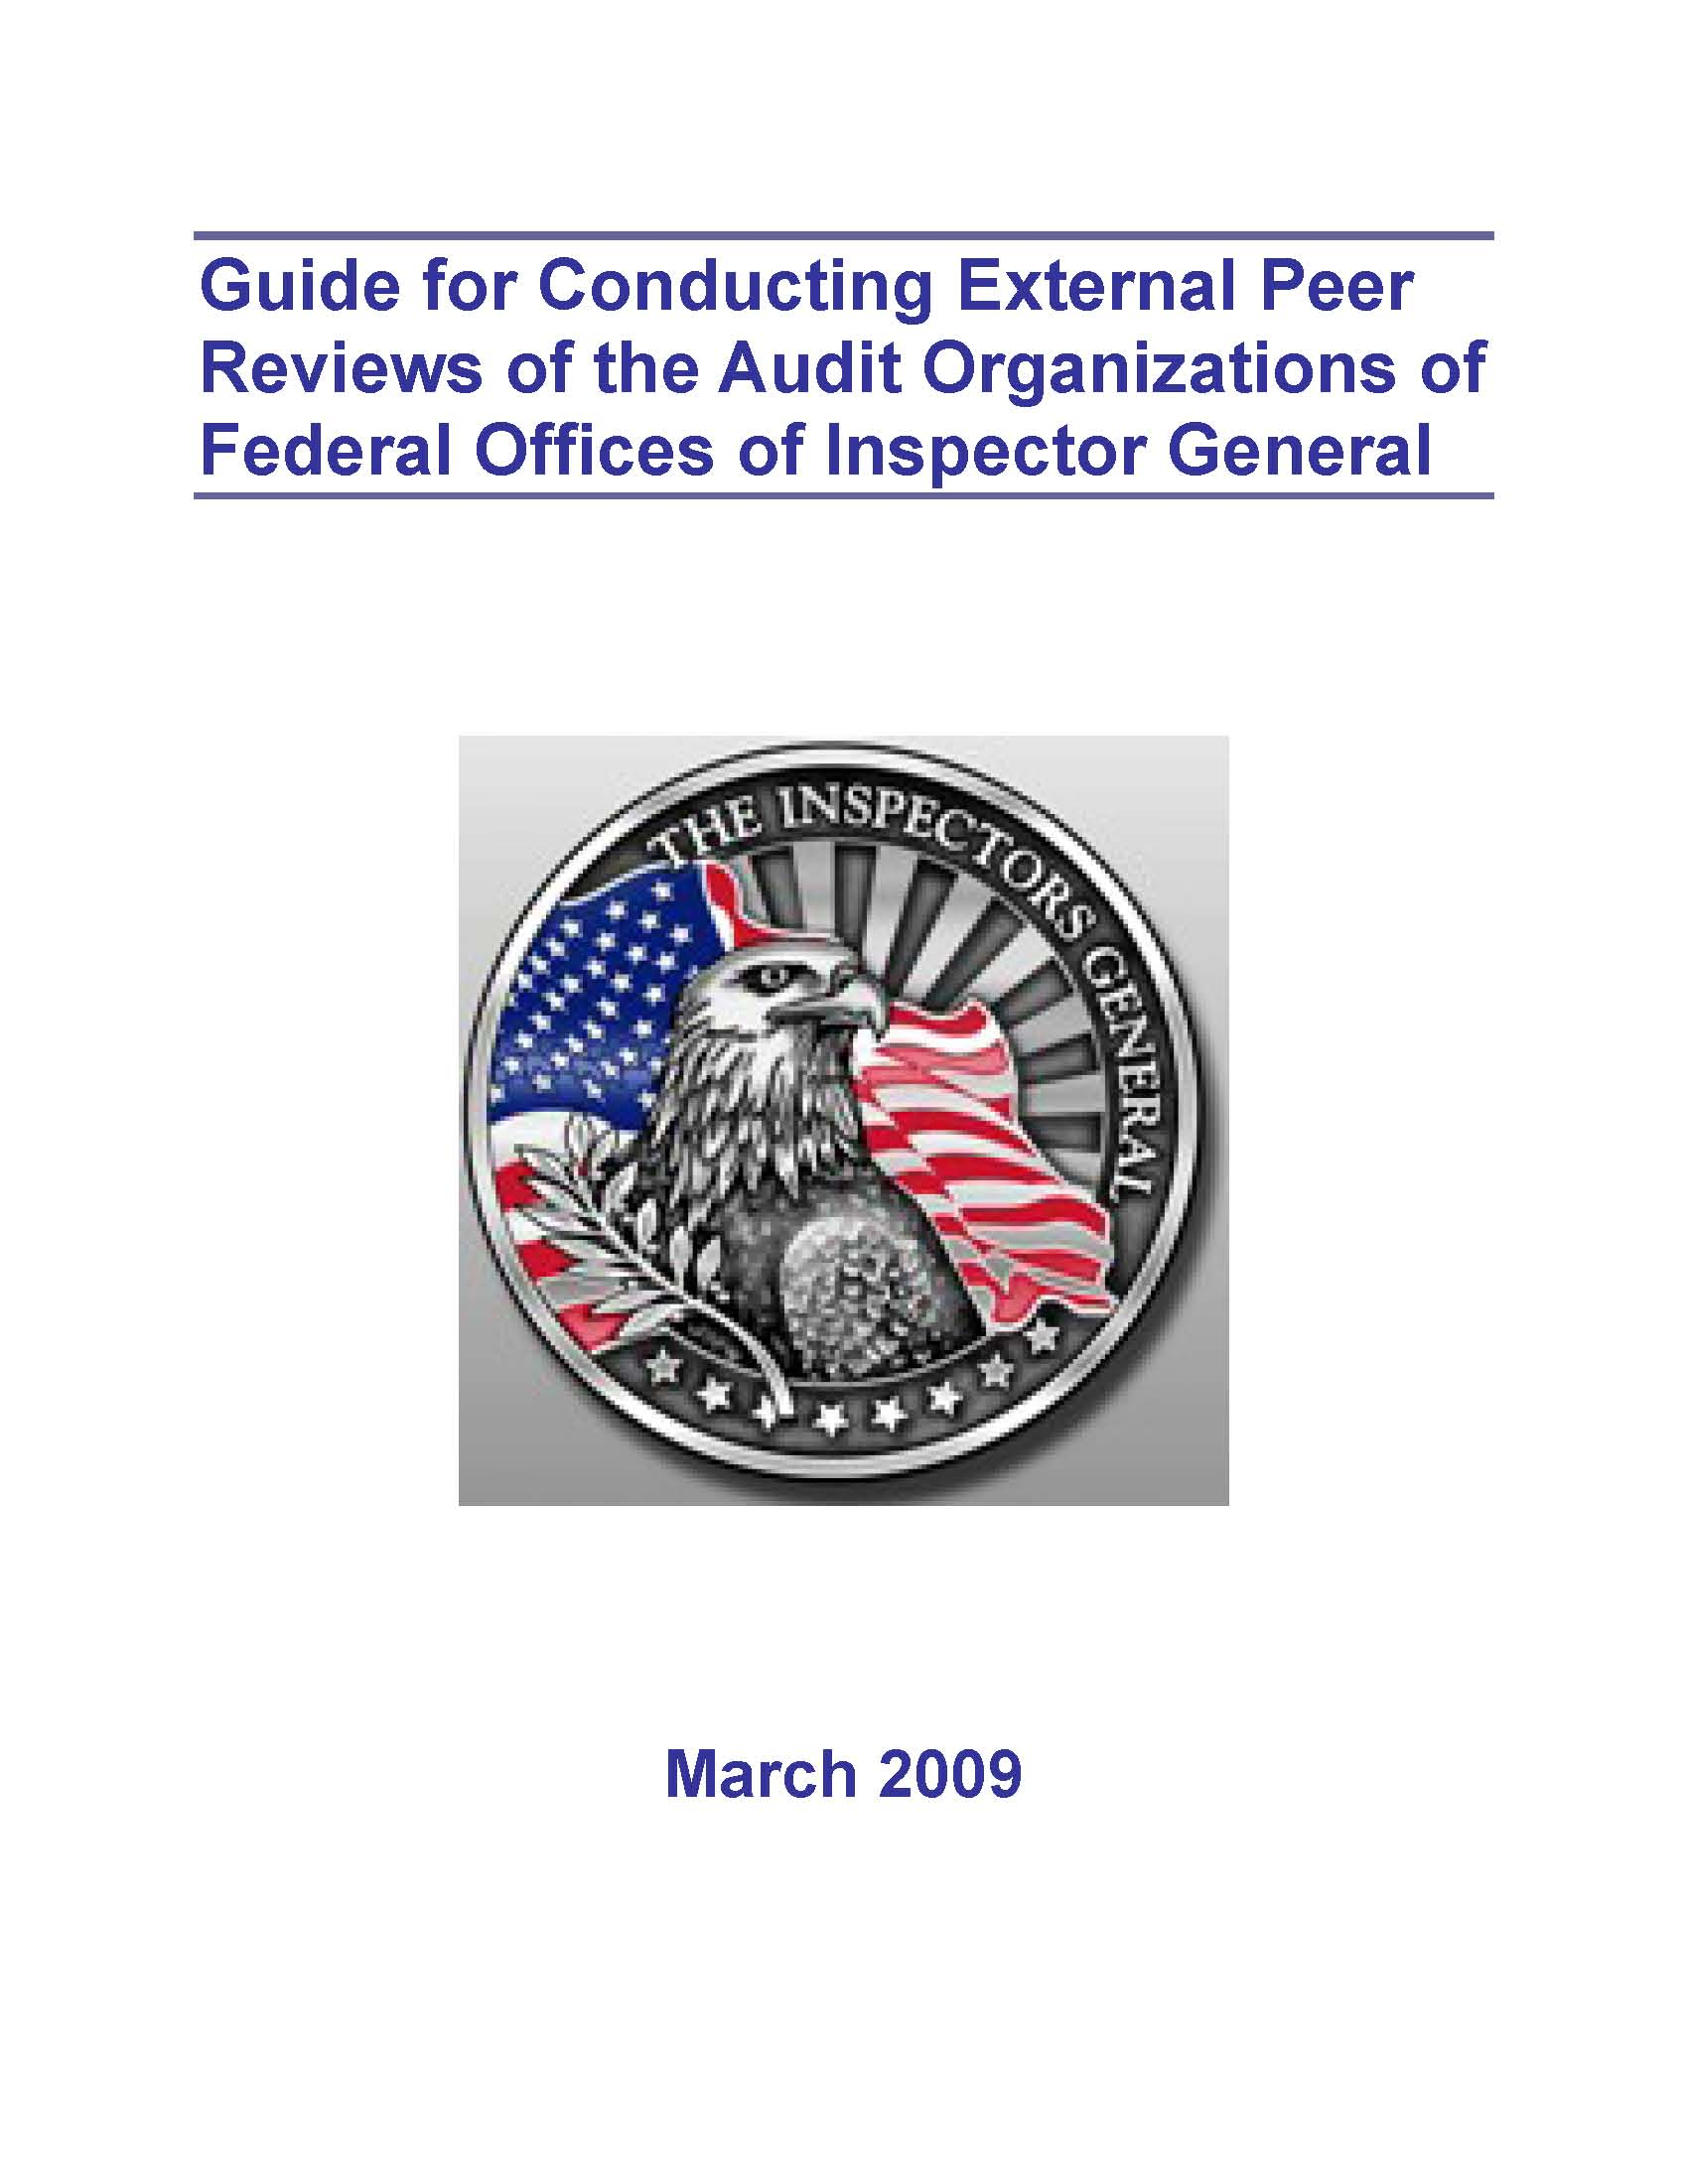 Guide for Conducting External Peer
Reviews of the Audit Organizations of
Federal Offices of Inspector General
THE INSPECTORS GENERAL
March 2009